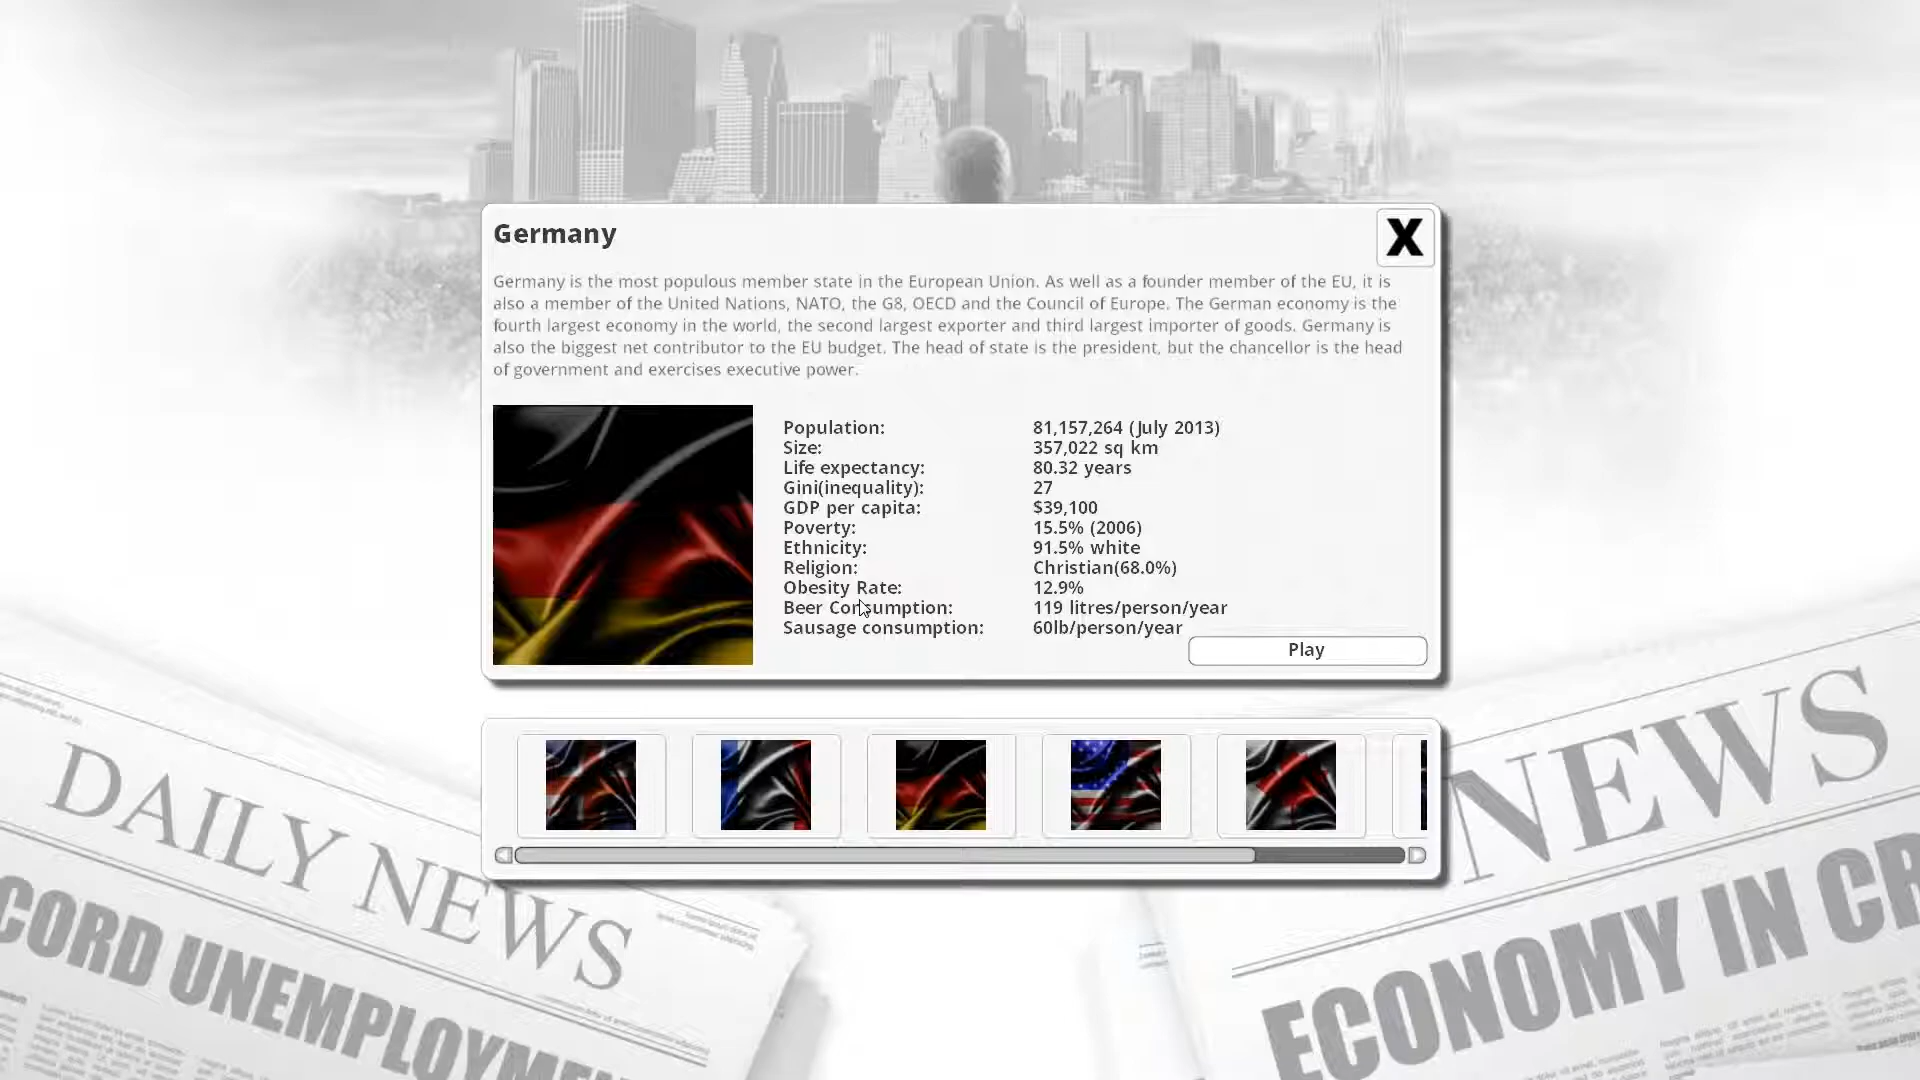 Germany
X
Germany is the most populous member state in the European Union. As well as a founder member of the EU, it is
also a member of the United Nations, NATO, the G8, OECD and the Council of Europe. The German economy is the
fourth largest economy in the world, the second largest exporter and third largest importer of goods. Germany is
also the biggest net contributor to the EU budget. The head of state is the president, but the chancellor is the head
of government and exercises executive power.
Population: 81,157,264 (July 2013)
Size: 357,022 sq km
Life expectancy: 80.32 years
Gini(inequality): 27
GDP per capita: $39,100
Poverty: 15.5% (2006)
Ethnicity: 91.5% white
Religion: Christian(68.0%)
Obesity Rate: 12.9%
Beer Consumption: 119 litres/person/year
Sausage consumption: 60lb/person/year
Play
DAILY NEWS
CORD UNEMPLOYME
NEWS
ECONOMY IN CR